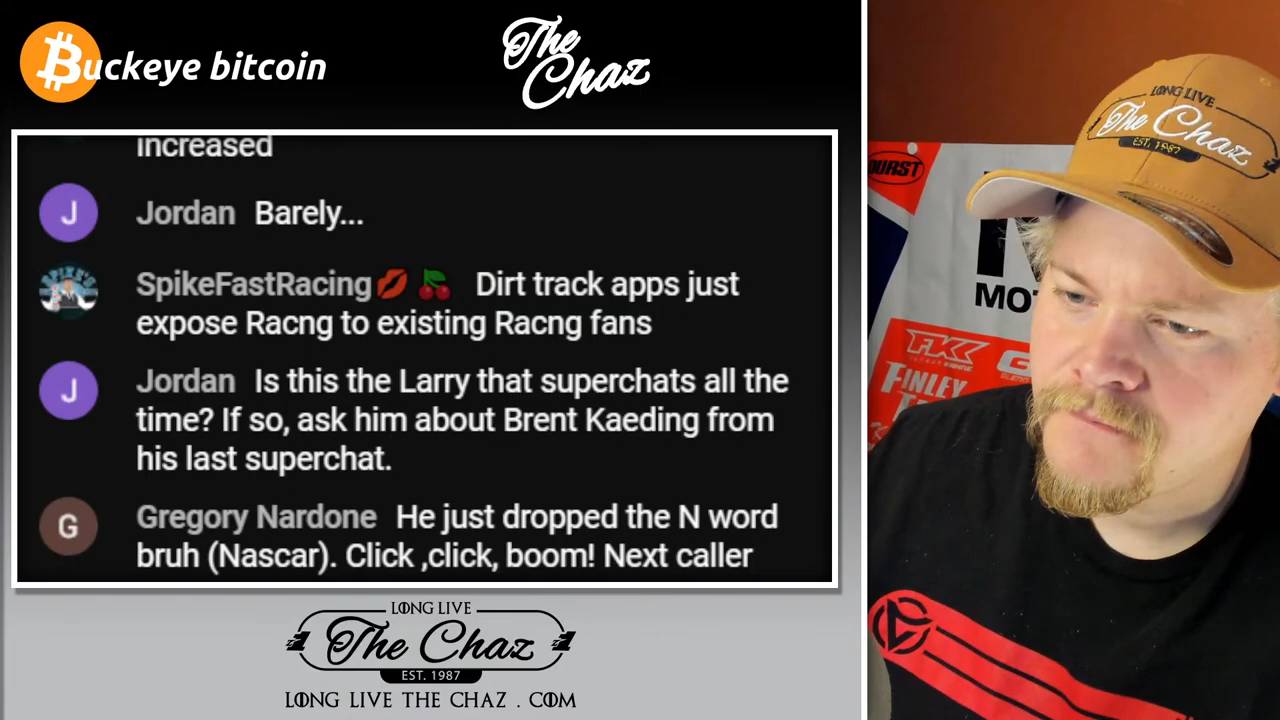 Buckeye bitcoin
The
Chaz
increased
J Jordan Barely...
SpikeFastRacing💋🍒 Dirt track apps just
expose Racng to existing Racng fans
J Jordan Is this the Larry that superchats all the
time? If so, ask him about Brent Kaeding from
his last superchat.
G Gregory Nardone He just dropped the N word
bruh (Nascar). Click ,click, boom! Next caller
LONG LIVE
The Chaz
EST. 1987
LONG LIVE THE CHAZ . COM
LONG LIVE
The Chaz
EST. 1987
DURST
MOT
FKK
FINLEY